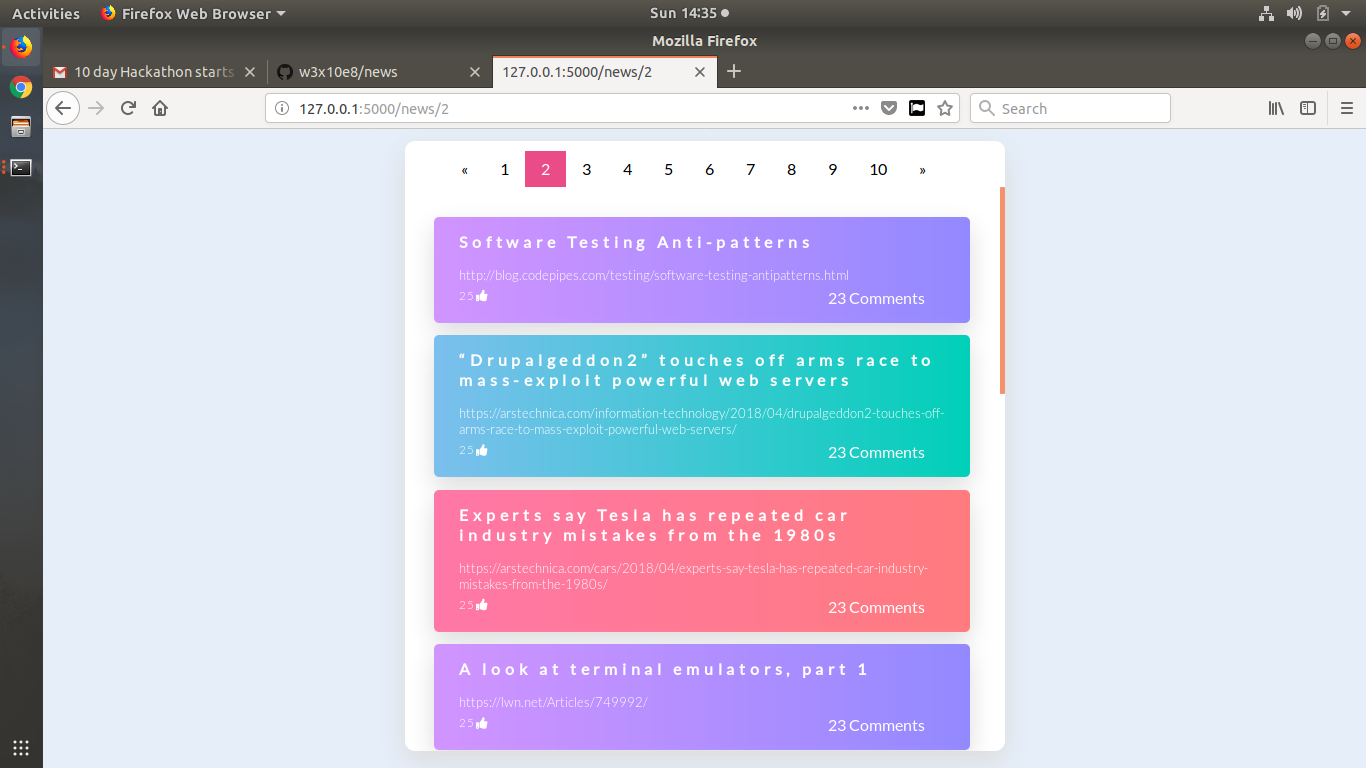 Activities Firefox Web Browser Sun 14:35
Mozilla Firefox
10 day Hackathon starts w3x10e8/news 127.0.0.1:5000/news/2
127.0.0.1:5000/news/2 Search
« 1 2 3 4 5 6 7 8 9 10 »
Software Testing Anti-patterns
http://blog.codepipes.com/testing/software-testing-antipatterns.html
25 23 Comments
“Drupalgeddon2” touches off arms race to
mass-exploit powerful web servers
https://arstechnica.com/information-technology/2018/04/drupalgeddon2-touches-off-
arms-race-to-mass-exploit-powerful-web-servers/
25 23 Comments
Experts say Tesla has repeated car
industry mistakes from the 1980s
https://arstechnica.com/cars/2018/04/experts-say-tesla-has-repeated-car-industry-
mistakes-from-the-1980s/
25 23 Comments
A look at terminal emulators, part 1
https://lwn.net/Articles/749992/
25 23 Comments